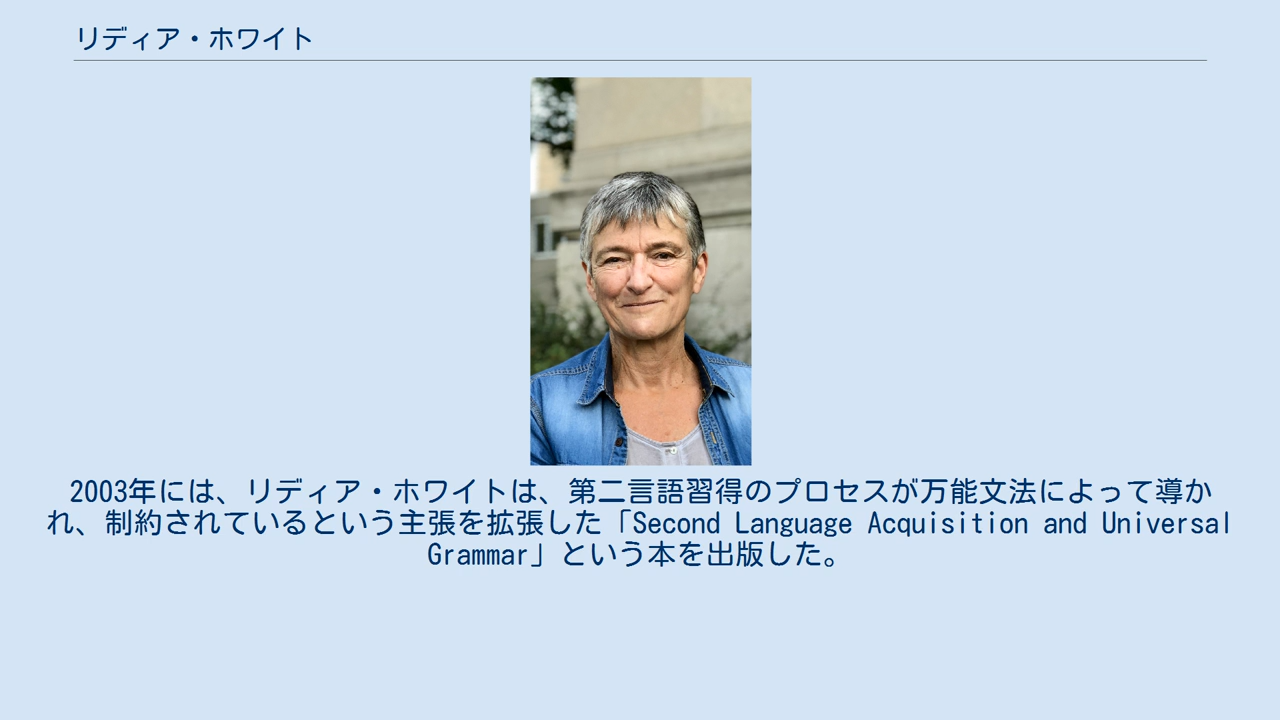 リディア・ホワイト
2003年には、リディア・ホワイトは、第二言語習得のプロセスが万能文法によって導か
れ、制約されているという主張を拡張した「Second Language Acquisition and Universal
Grammar」という本を出版した。